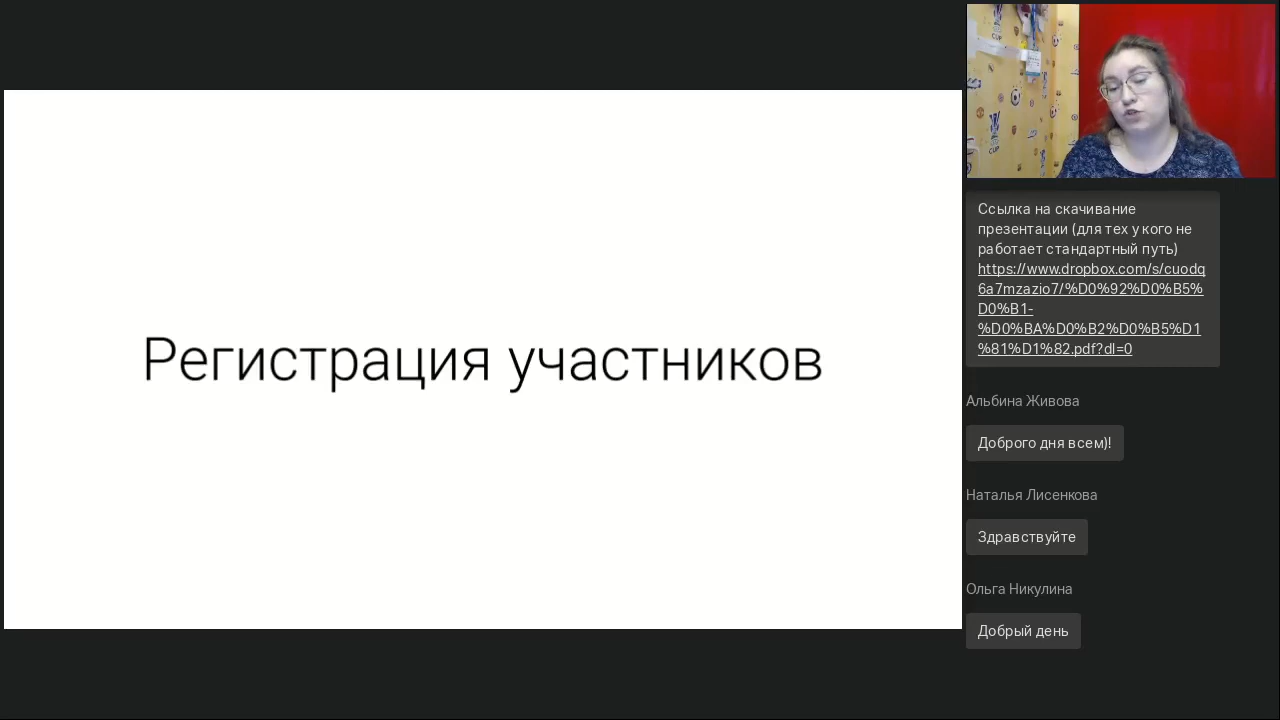 Регистрация участников
CUP
CUP
Ссылка на скачивание
презентации (для тех у кого не
работает стандартный путь)
https://www.dropbox.com/s/cuodq
6a7mzazio7/%D0%92%D0%B5%
D0%B1-
%D0%BA%D0%B2%D0%B5%D1
%81%D1%82.pdf?dl=0
Альбина Живова
Доброго дня всем)!
Наталья Лисенкова
Здравствуйте
Ольга Никулина
Добрый день